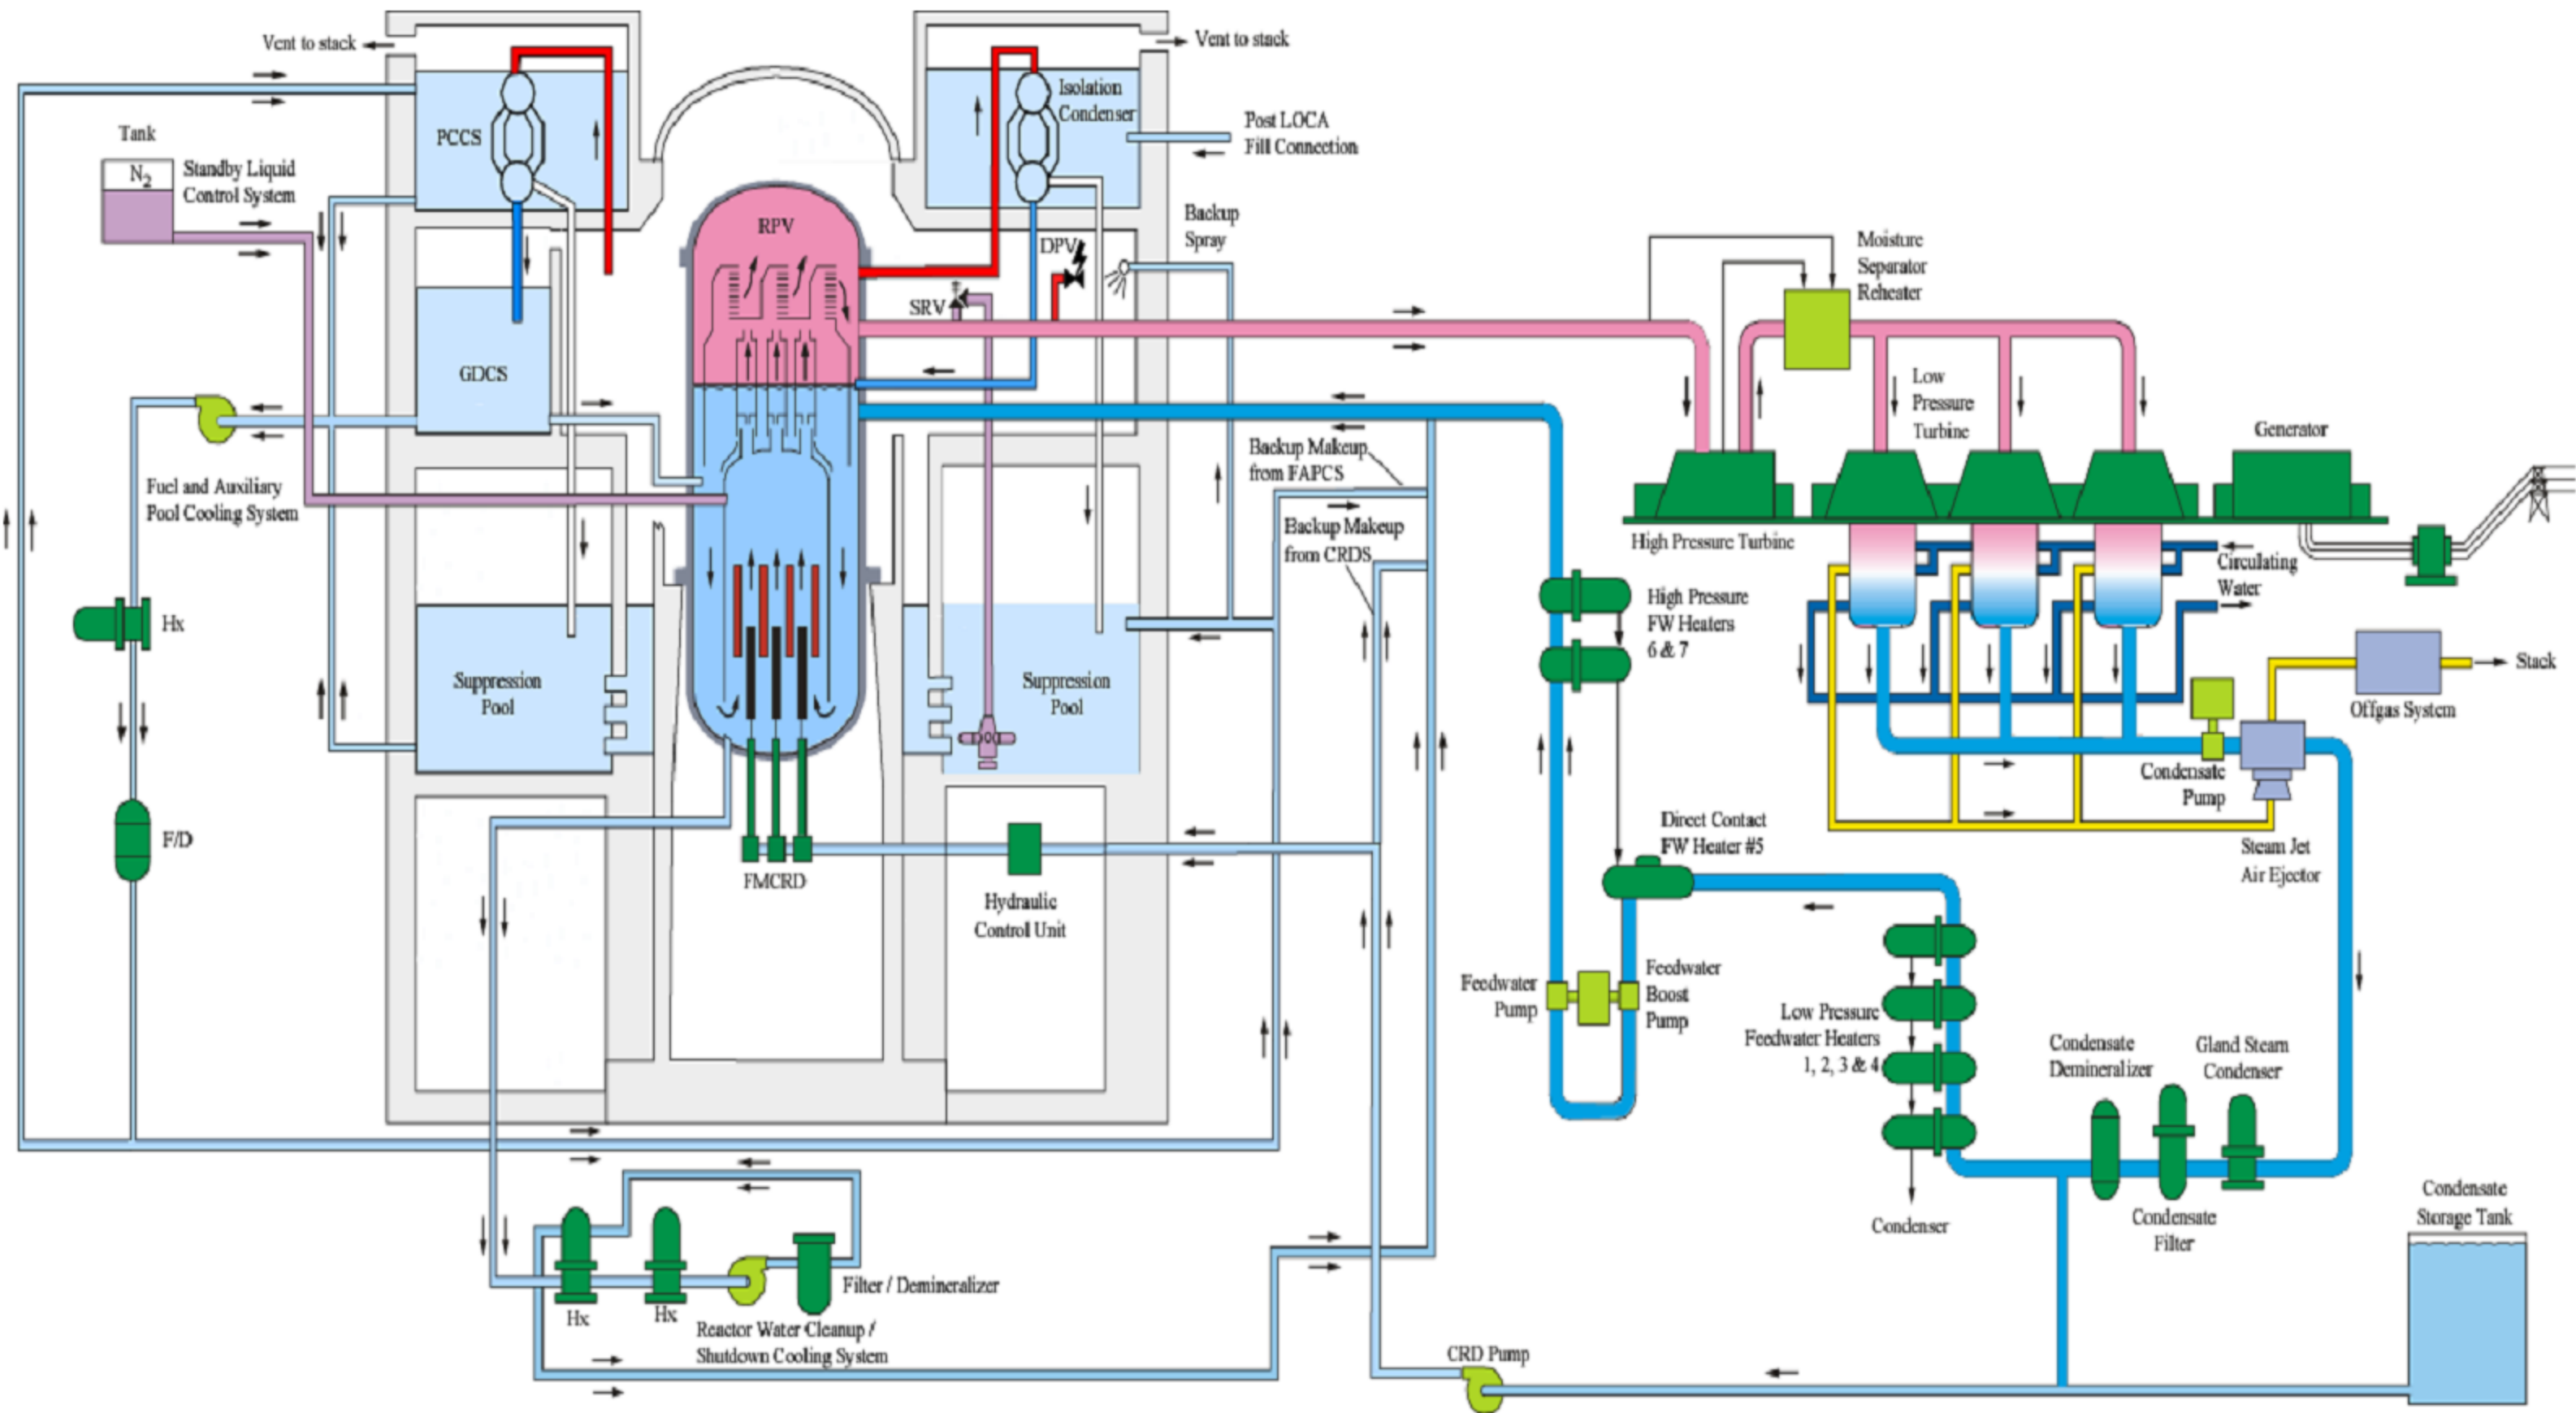 Vent to stack
Vent to stack
Isolation
Condenser
PCCS
Post LOCA
Fill Connection
Tank
N2
Standby Liquid
Control System
RPV
Backup
Spray
DPV
SRV
Moisture
Separator
Reheater
GDCS
Low
Pressure
Turbine
Generator
Backup Makeup
from FAPCS
Fuel and Auxiliary
Pool Cooling System
Backup Makeup
from CRDS
High Pressure Turbine
Circulating
Water
Hx
High Pressure
FW Heaters
6 & 7
Suppression
Pool
Suppression
Pool
Stack
Offgas System
Condensate
Pump
Steam Jet
Air Ejector
Direct Contact
FW Heater #5
F/D
FMCRD
Hydraulic
Control Unit
Feedwater
Pump
Feedwater
Boost
Pump
Low Pressure
Feedwater Heaters
1, 2, 3 & 4
Condensate
Demineralizer
Gland Steam
Condenser
Condenser
Condensate
Filter
Condensate
Storage Tank
Filter / Demineralizer
Hx
Hx
Reactor Water Cleanup /
Shutdown Cooling System
CRD Pump